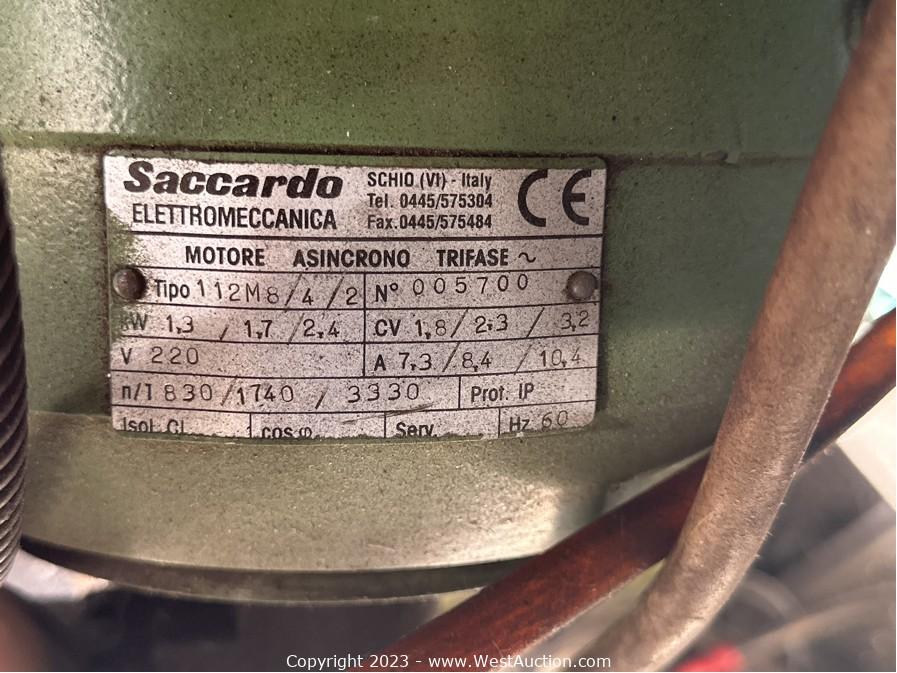 Saccardo
ELETTROMECCANICA
SCHIO (VI) - Italy
Tel. 0445/575304
Fax. 0445/575484
CE
MOTORE ASINCRONO TRIFASE ~
Tipo 112M8/4/2 N° 005700
kW 1,3 / 1,7 / 2,4 CV 1,8 / 2,3 / 3,2
V 220 A 7,3 / 8,4 / 10,4
n/1 830 / 1740 / 3330 Prot. IP
Isol. Cl. cos φ Serv. Hz 60
Copyright 2023 - www.WestAuction.com